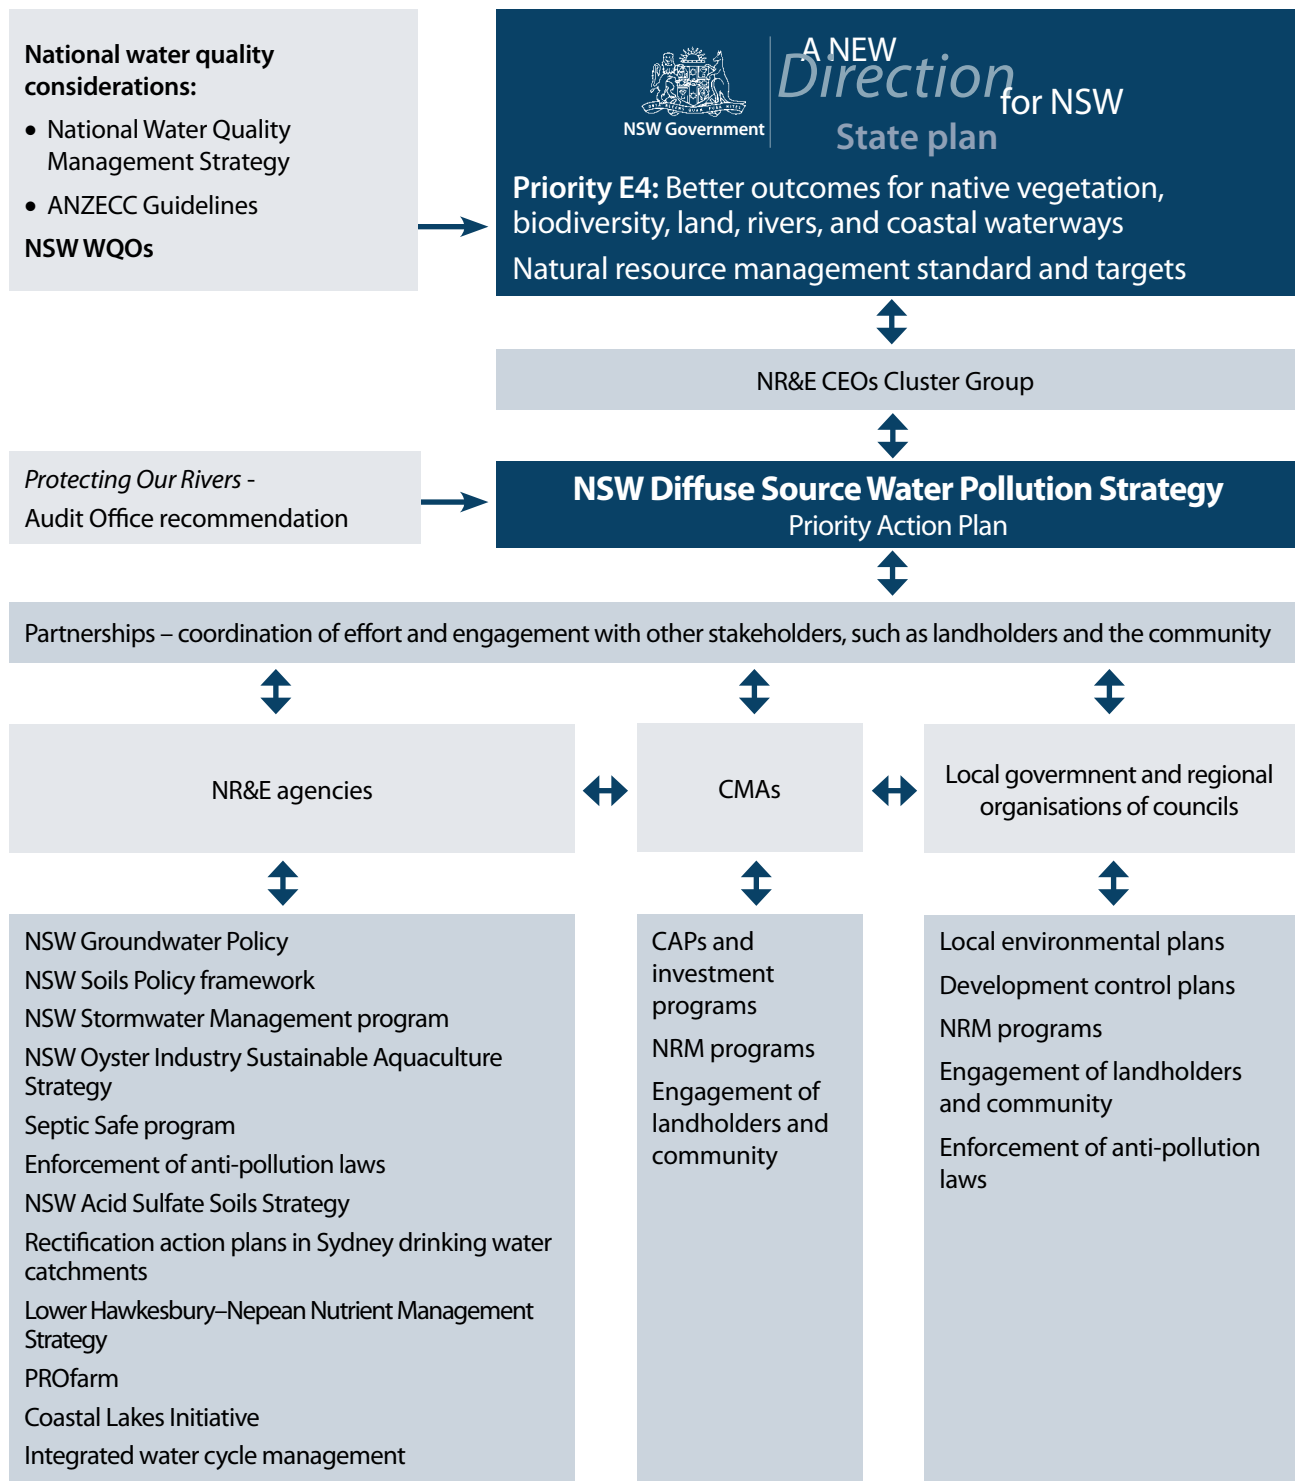 National water quality
considerations:
• National Water Quality
Management Strategy
• ANZECC Guidelines
NSW WQOs
NSW Government
A NEW
Direction
for NSW
State plan
Priority E4: Better outcomes for native vegetation,
biodiversity, land, rivers, and coastal waterways
Natural resource management standard and targets
NR&E CEOs Cluster Group
Protecting Our Rivers -
Audit Office recommendation
NSW Diffuse Source Water Pollution Strategy
Priority Action Plan
Partnerships – coordination of effort and engagement with other stakeholders, such as landholders and the community
NR&E agencies
CMAs
Local govermnent and regional
organisations of councils
NSW Groundwater Policy
NSW Soils Policy framework
NSW Stormwater Management program
NSW Oyster Industry Sustainable Aquaculture
Strategy
Septic Safe program
Enforcement of anti-pollution laws
NSW Acid Sulfate Soils Strategy
Rectification action plans in Sydney drinking water
catchments
Lower Hawkesbury–Nepean Nutrient Management
Strategy
PROfarm
Coastal Lakes Initiative
Integrated water cycle management
CAPs and
investment
programs
NRM programs
Engagement of
landholders and
community
Local environmental plans
Development control plans
NRM programs
Engagement of landholders
and community
Enforcement of anti-pollution
laws